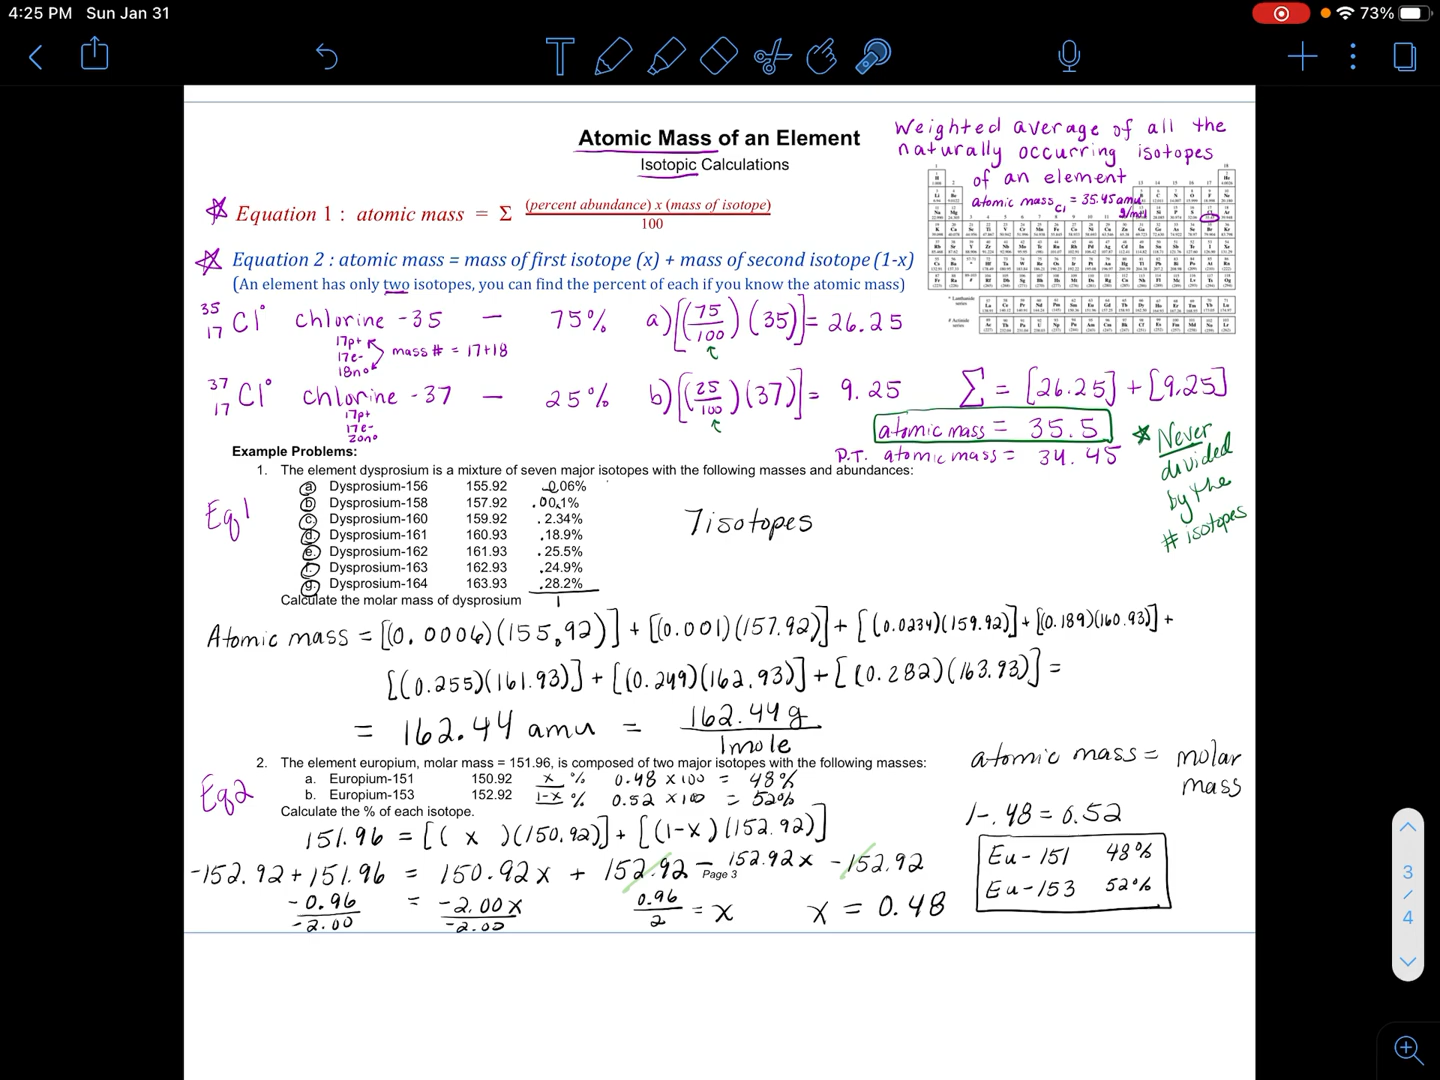 4:25 PM Sun Jan 31
73%
Atomic Mass of an Element
Isotopic Calculations
Weighted average of all the
naturally occurring isotopes
of an element
atomic mass Cl = 35.45 amu
g/mol
Equation 1 : atomic mass = Σ (percent abundance) x (mass of isotope)
100
Equation 2 : atomic mass = mass of first isotope (x) + mass of second isotope (1-x)
(An element has only two isotopes, you can find the percent of each if you know the atomic mass)
35 17 Cl° chlorine -35 — 75% a) [(75/100)(35)] = 26.25
17p+
17e-
18n°
mass # = 17+18
37 17 Cl° chlorine -37 — 25% b) [(25/100)(37)] = 9.25
17p+
17e-
20n°
Σ = [26.25] + [9.25]
atomic mass = 35.5
P.T. atomic mass = 34.45
* Never
divided
by the
# isotopes
Example Problems:
1. The element dysprosium is a mixture of seven major isotopes with the following masses and abundances:
a. Dysprosium-156 155.92 0.06%
b. Dysprosium-158 157.92 .00.1%
c. Dysprosium-160 159.92 .2.34%
d. Dysprosium-161 160.93 .18.9%
e. Dysprosium-162 161.93 .25.5%
f. Dysprosium-163 162.93 .24.9%
g. Dysprosium-164 163.93 .28.2%
Calculate the molar mass of dysprosium 1
Eq1
7 isotopes
Atomic mass = [(0.0006)(155.92)] + [(0.001)(157.92)] + [(0.0234)(159.92)] + [(0.189)(160.93)] +
[(0.255)(161.93)] + [(0.249)(162.93)] + [(0.282)(163.93)] =
= 162.44 amu = 162.44 g
1 mole
2. The element europium, molar mass = 151.96, is composed of two major isotopes with the following masses:
a. Europium-151 150.92 x % 0.48 x 100 = 48%
b. Europium-153 152.92 1-x % 0.52 x 100 = 52%
Calculate the % of each isotope.
Eq2
atomic mass = molar
mass
151.96 = [( x )(150.92)] + [(1-x)(152.92)]
1-.48 = 0.52
-152.92 + 151.96 = 150.92x + 152.92 - 152.92x - 152.92
Page 3
-0.96 = -2.00x
-2.00 -2.00
0.96/2 = x
x = 0.48
Eu-151 48%
Eu-153 52%
3
/
4